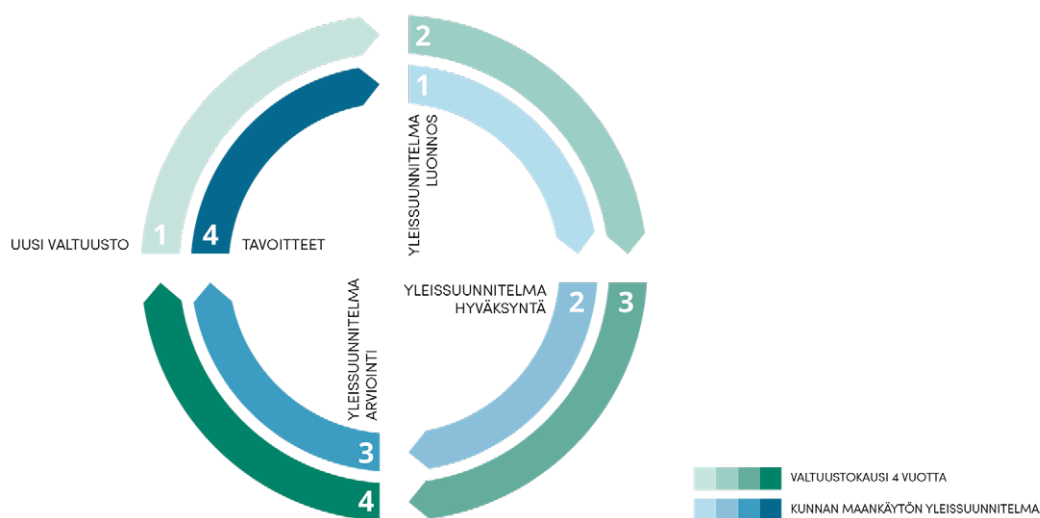 2
1
YLEISSUUNNITELMA
LUONNOS
UUSI VALTUUSTO
1
4
TAVOITTEET
YLEISSUUNNITELMA
HYVÄKSYNTÄ
2
3
YLEISSUUNNITELMA
ARVIOINTI
3
4
VALTUUSTOKAUSI 4 VUOTTA
KUNNAN MAANKÄYTÖN YLEISSUUNNITELMA